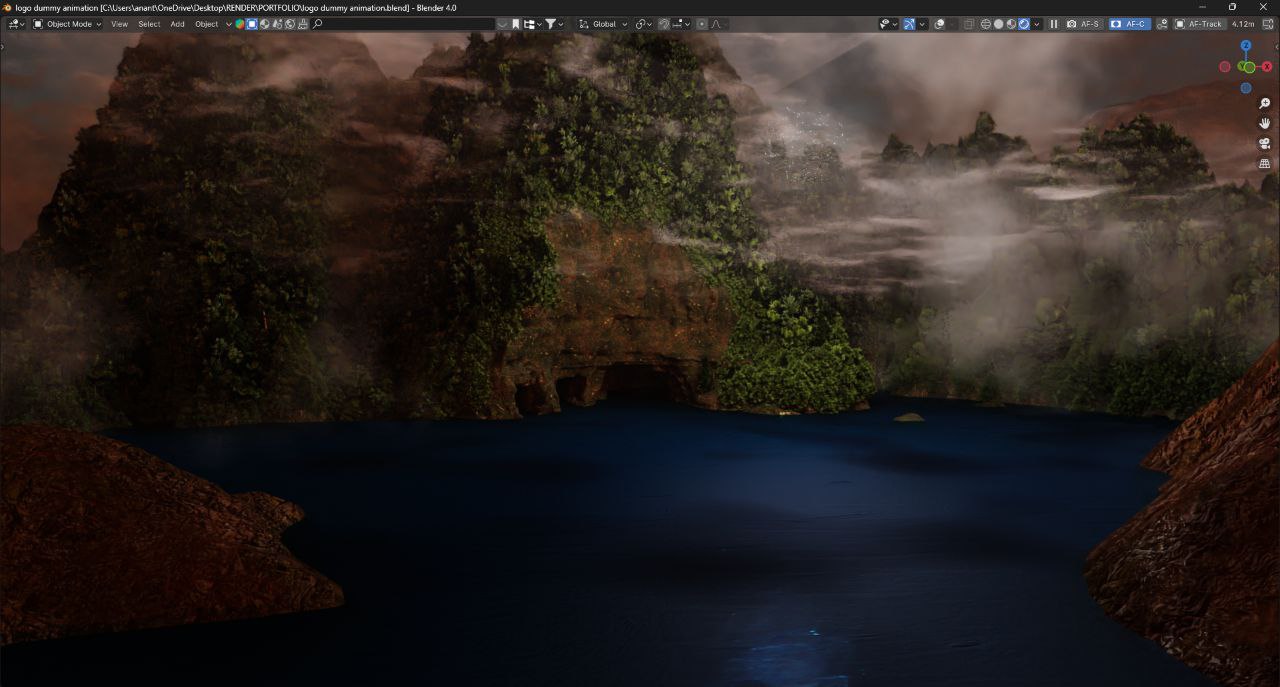 logo dummy animation [C:\Users\anant\OneDrive\Desktop\RENDER\PORTFOLIO\logo dummy animation.blend] - Blender 4.0
Object Mode View Select Add Object Global AF-S AF-C AF-Track 4.12m
Z
Y X